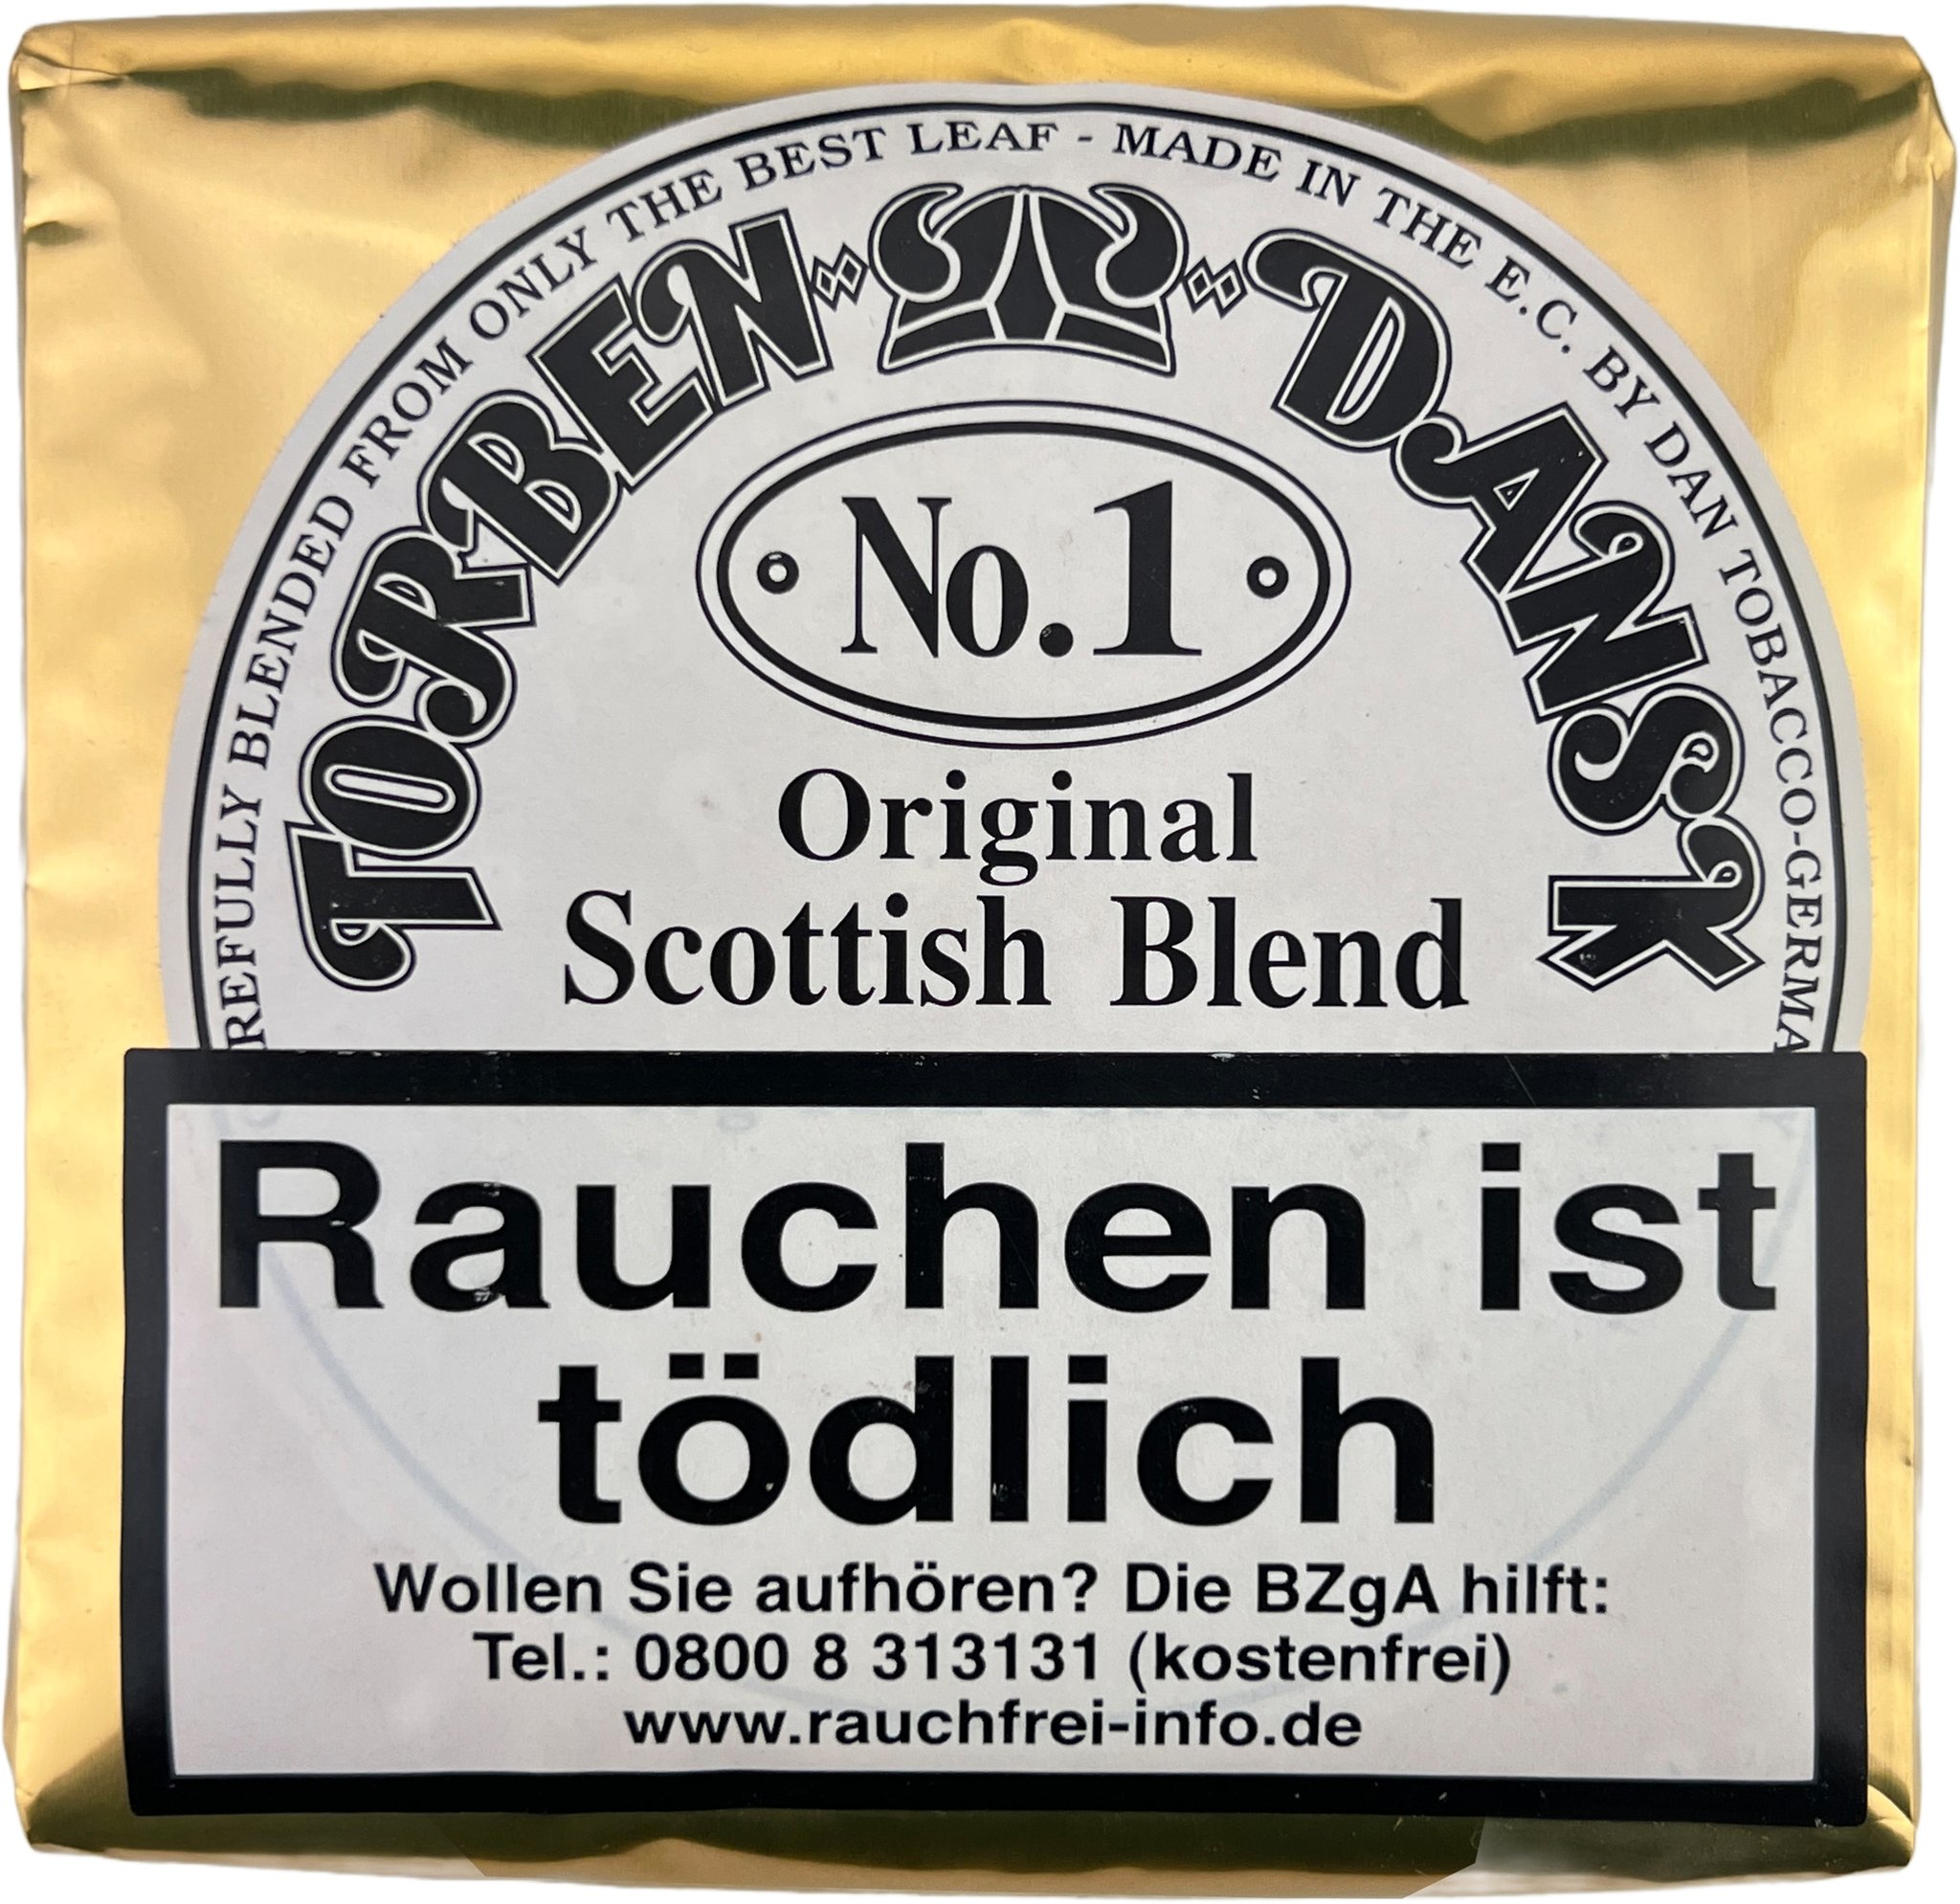 REFULLY BLENDED FROM ONLY THE BEST LEAF - MADE IN THE E.C. BY DAN TOBACCO-GERMA
TORBEN DANSK
No.1
Original
Scottish Blend
Rauchen ist
tödlich
Wollen Sie aufhören? Die BZgA hilft:
Tel.: 0800 8 313131 (kostenfrei)
www.rauchfrei-info.de